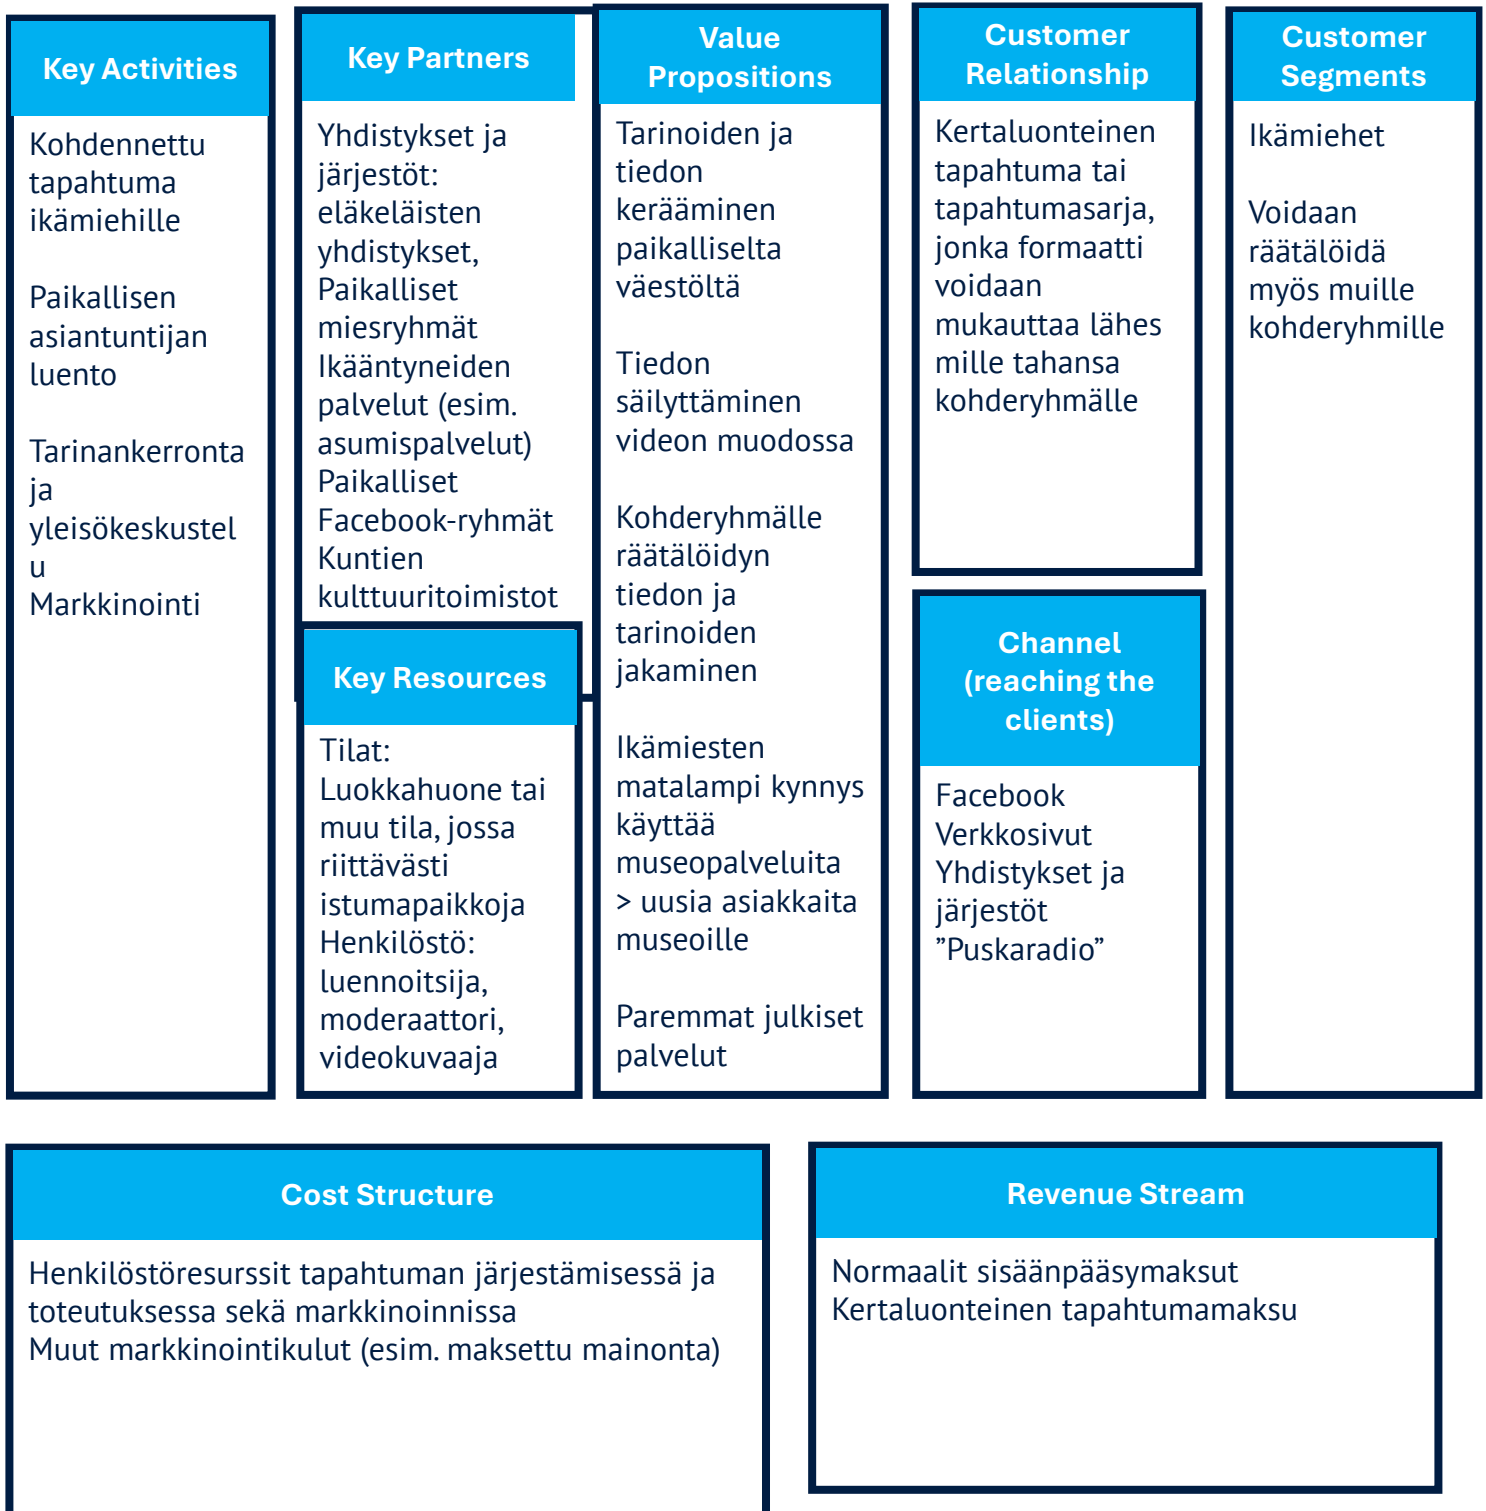 Key Activities
Kohdennettu
tapahtuma
ikämiehille
Paikallisen
asiantuntijan
luento
Tarinankerronta
ja
yleisökeskustel
u
Markkinointi
Key Partners
Yhdistykset ja
järjestöt:
eläkeläisten
yhdistykset,
Paikalliset
miesryhmät
Ikääntyneiden
palvelut (esim.
asumispalvelut)
Paikalliset
Facebook-ryhmät
Kuntien
kulttuuritoimistot
Key Resources
Tilat:
Luokkahuone tai
muu tila, jossa
riittävästi
istumapaikkoja
Henkilöstö:
luennoitsija,
moderaattori,
videokuvaaja
Value
Propositions
Tarinoiden ja
tiedon
kerääminen
paikalliselta
väestöltä
Tiedon
säilyttäminen
videon muodossa
Kohderyhmälle
räätälöidyn
tiedon ja
tarinoiden
jakaminen
Ikämiesten
matalampi kynnys
käyttää
museopalveluita
> uusia asiakkaita
museoille
Paremmat julkiset
palvelut
Customer
Relationship
Kertaluonteinen
tapahtuma tai
tapahtumasarja,
jonka formaatti
voidaan
mukauttaa lähes
mille tahansa
kohderyhmälle
Channel
(reaching the
clients)
Facebook
Verkkosivut
Yhdistykset ja
järjestöt
”Puskaradio”
Customer
Segments
Ikämiehet
Voidaan
räätälöidä
myös muille
kohderyhmille
Cost Structure
Henkilöstöresurssit tapahtuman järjestämisessä ja
toteutuksessa sekä markkinoinnissa
Muut markkinointikulut (esim. maksettu mainonta)
Revenue Stream
Normaalit sisäänpääsymaksut
Kertaluonteinen tapahtumamaksu